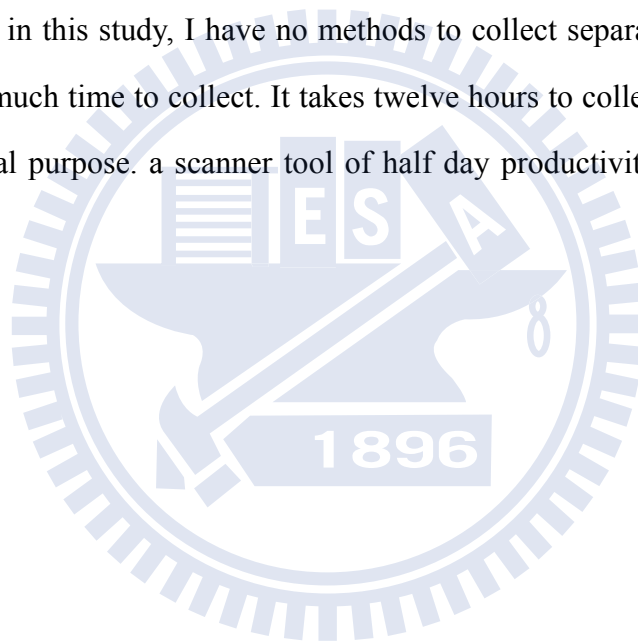 in this study, I have no methods to collect separa
much time to collect. It takes twelve hours to colle
al purpose. a scanner tool of half day productivit
E S A
1896